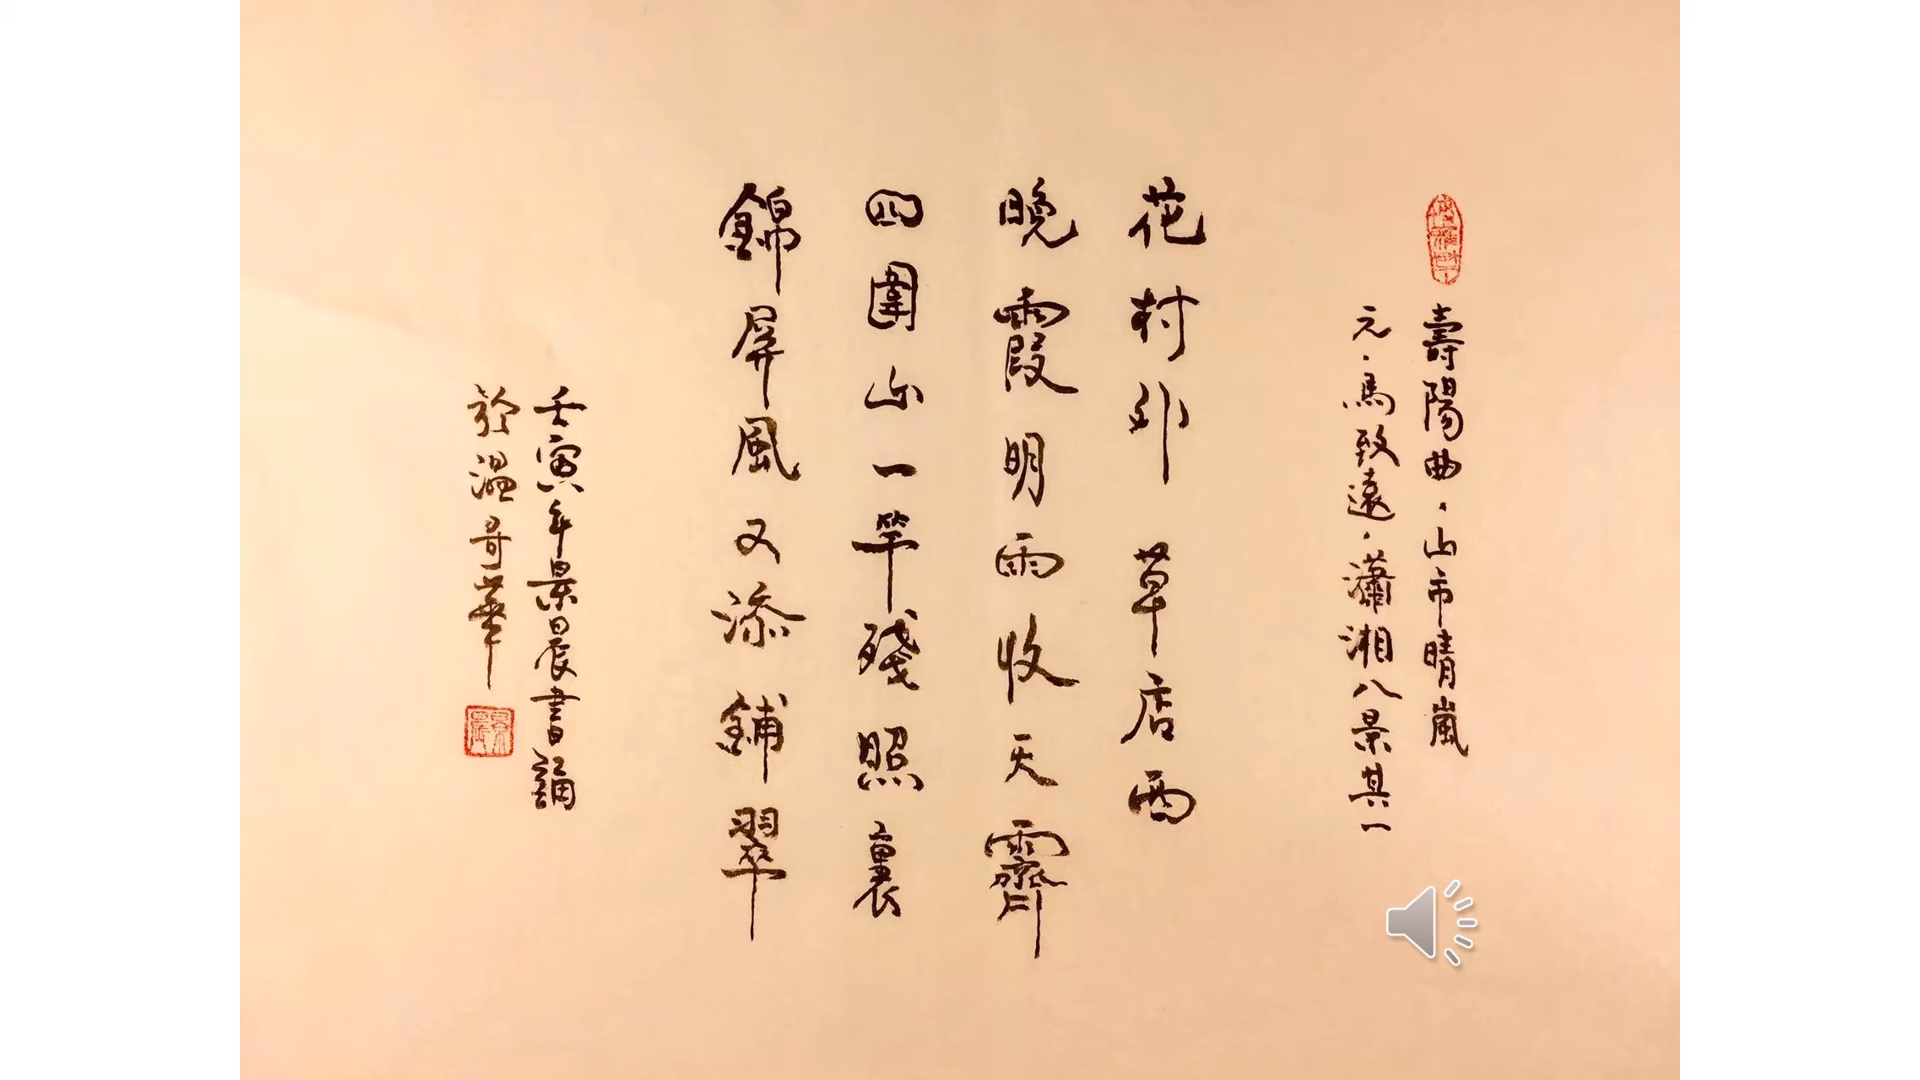 壽陽曲·山市晴嵐
元·馬致遠·瀟湘八景其一
花村外 草店西
晚霞明雨收天霽
四圍山一竿殘照裏
錦屏風又添鋪翠
壬寅年景晨書誦
於溫哥華